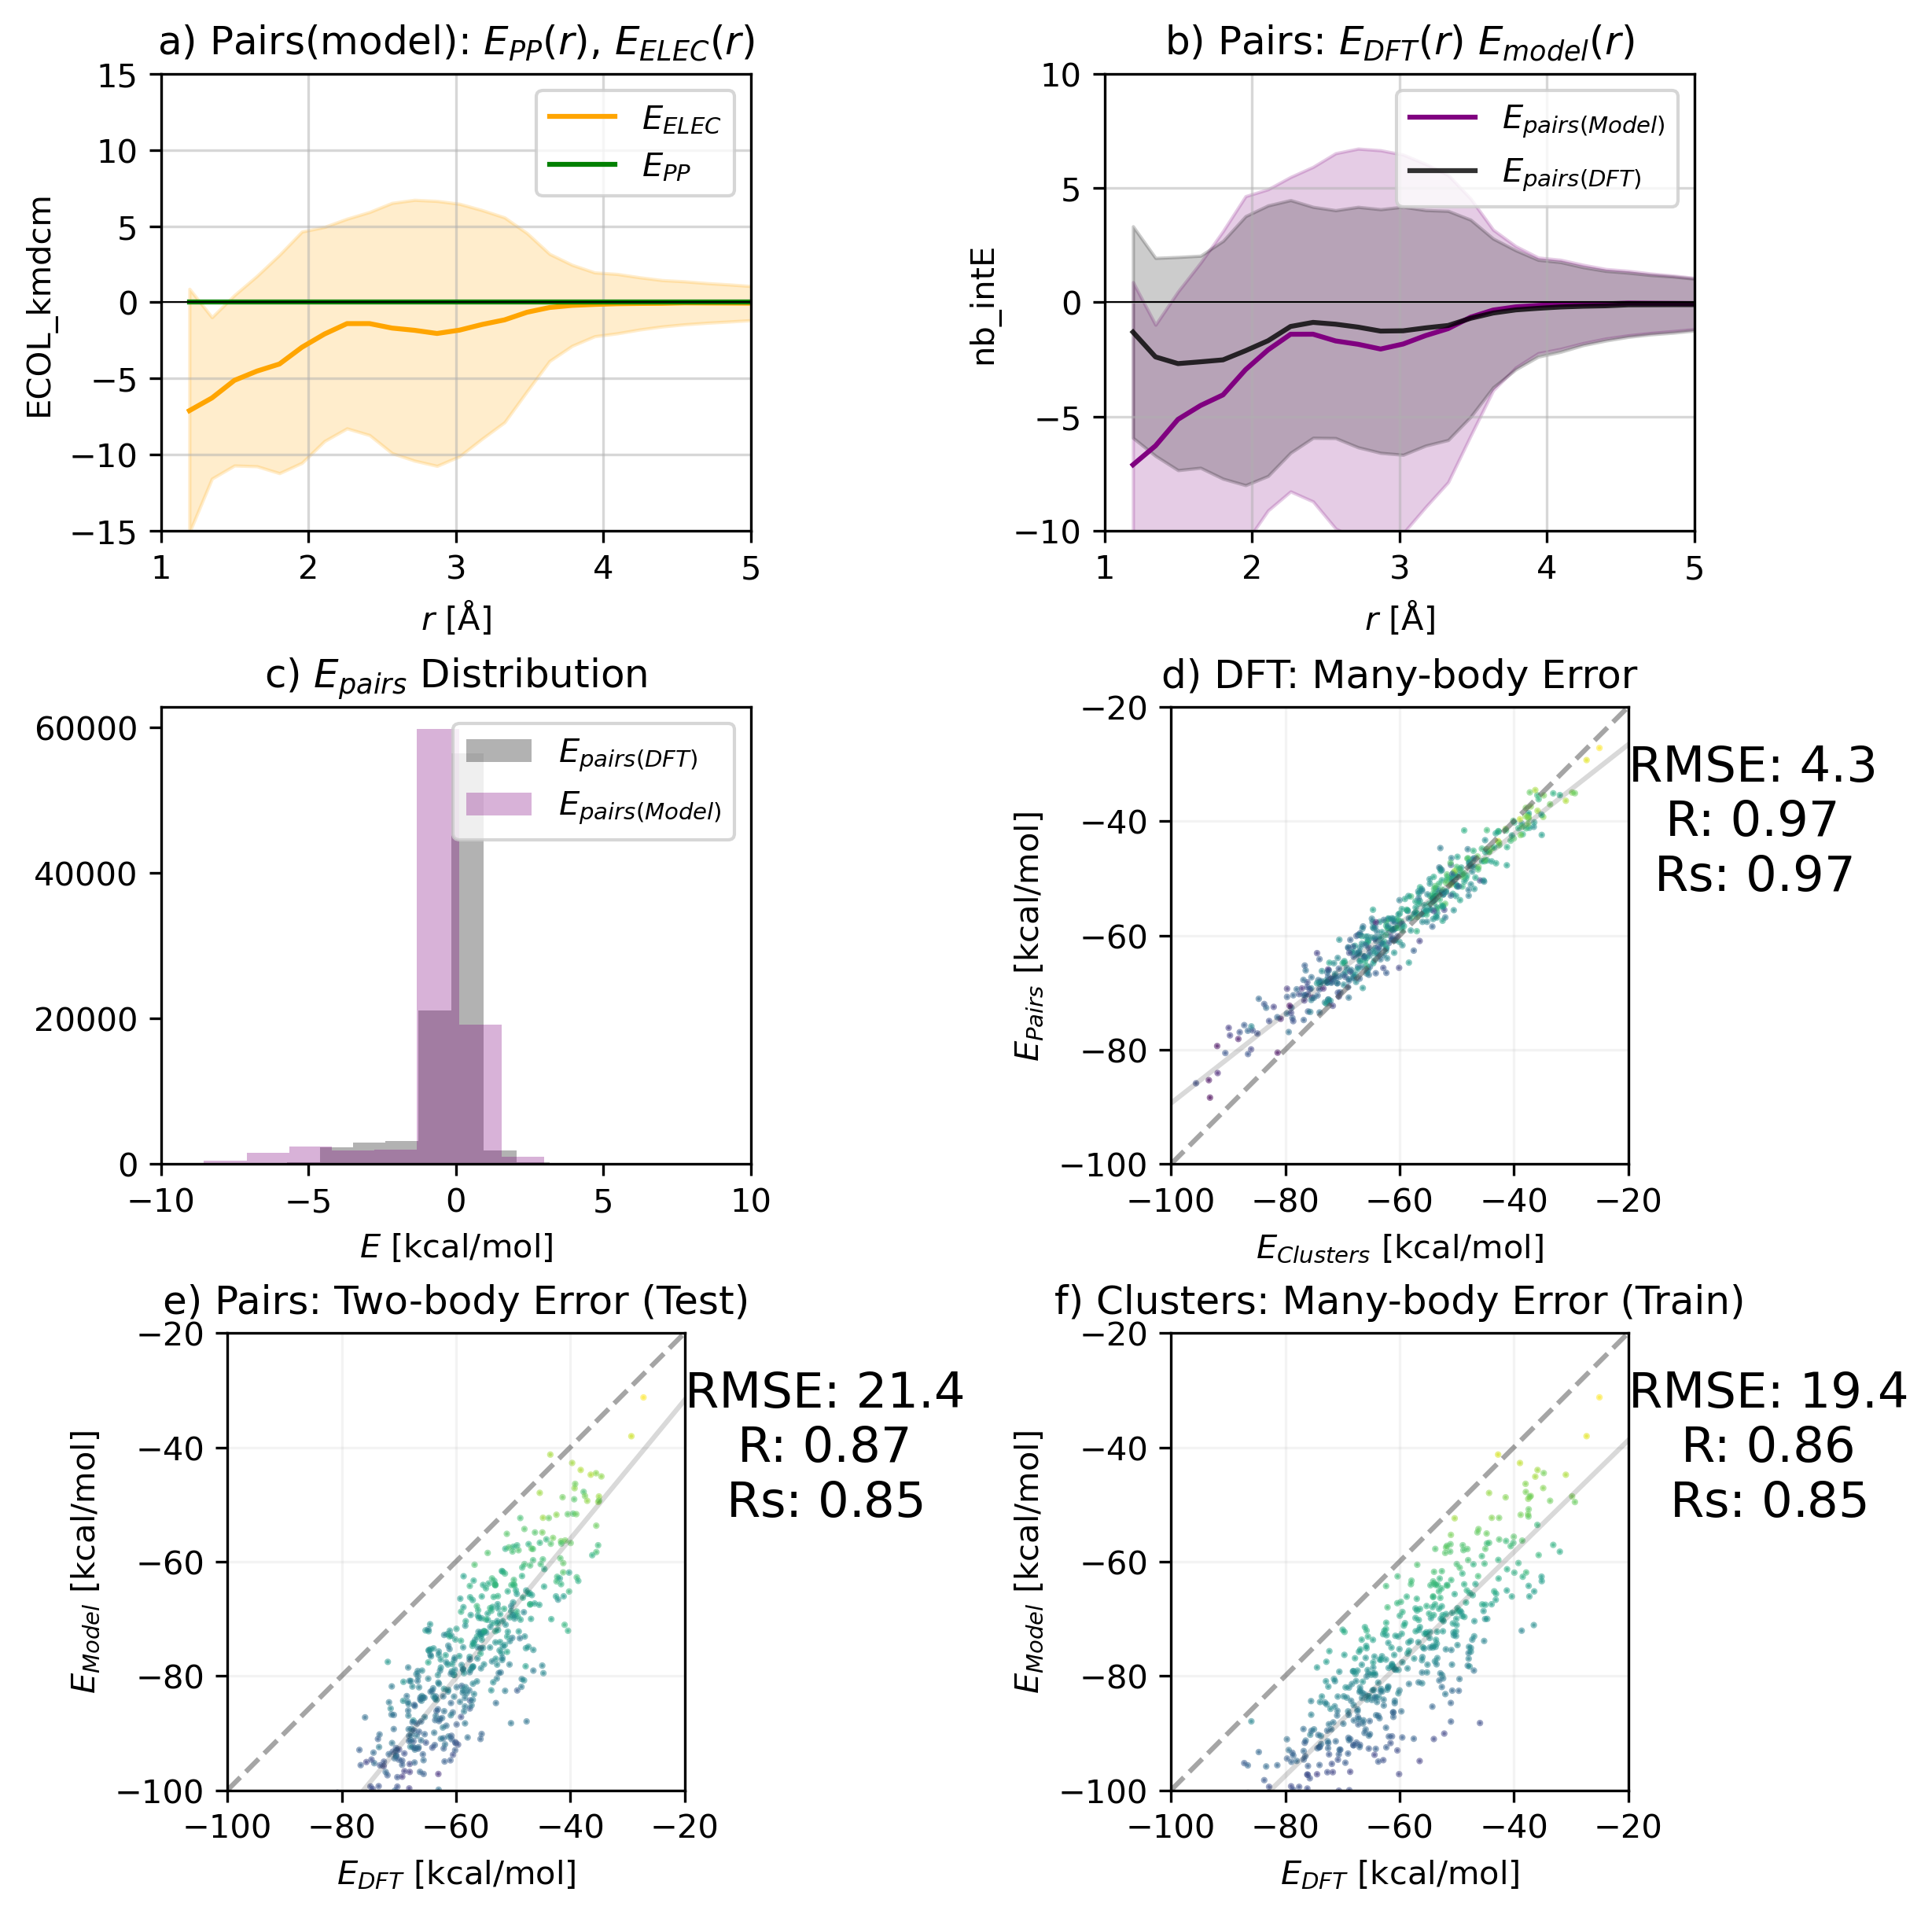 a) Pairs(model): E_PP(r), E_ELEC(r)
15
10
5
0
−5
−10
−15
ECOL_kmdcm
E_ELEC
E_PP
1 2 3 4 5
r [Å]
b) Pairs: E_DFT(r) E_model(r)
10
5
0
−5
−10
nb_intE
E_pairs(Model)
E_pairs(DFT)
1 2 3 4 5
r [Å]
c) E_pairs Distribution
60000
40000
20000
0
E_pairs(DFT)
E_pairs(Model)
−10 −5 0 5 10
E [kcal/mol]
d) DFT: Many-body Error
−20
−40
−60
−80
−100
E_Pairs [kcal/mol]
RMSE: 4.3
R: 0.97
Rs: 0.97
−100 −80 −60 −40 −20
E_Clusters [kcal/mol]
e) Pairs: Two-body Error (Test)
−20
−40
−60
−80
−100
E_Model [kcal/mol]
RMSE: 21.4
R: 0.87
Rs: 0.85
−100 −80 −60 −40 −20
E_DFT [kcal/mol]
f) Clusters: Many-body Error (Train)
−20
−40
−60
−80
−100
E_Model [kcal/mol]
RMSE: 19.4
R: 0.86
Rs: 0.85
−100 −80 −60 −40 −20
E_DFT [kcal/mol]